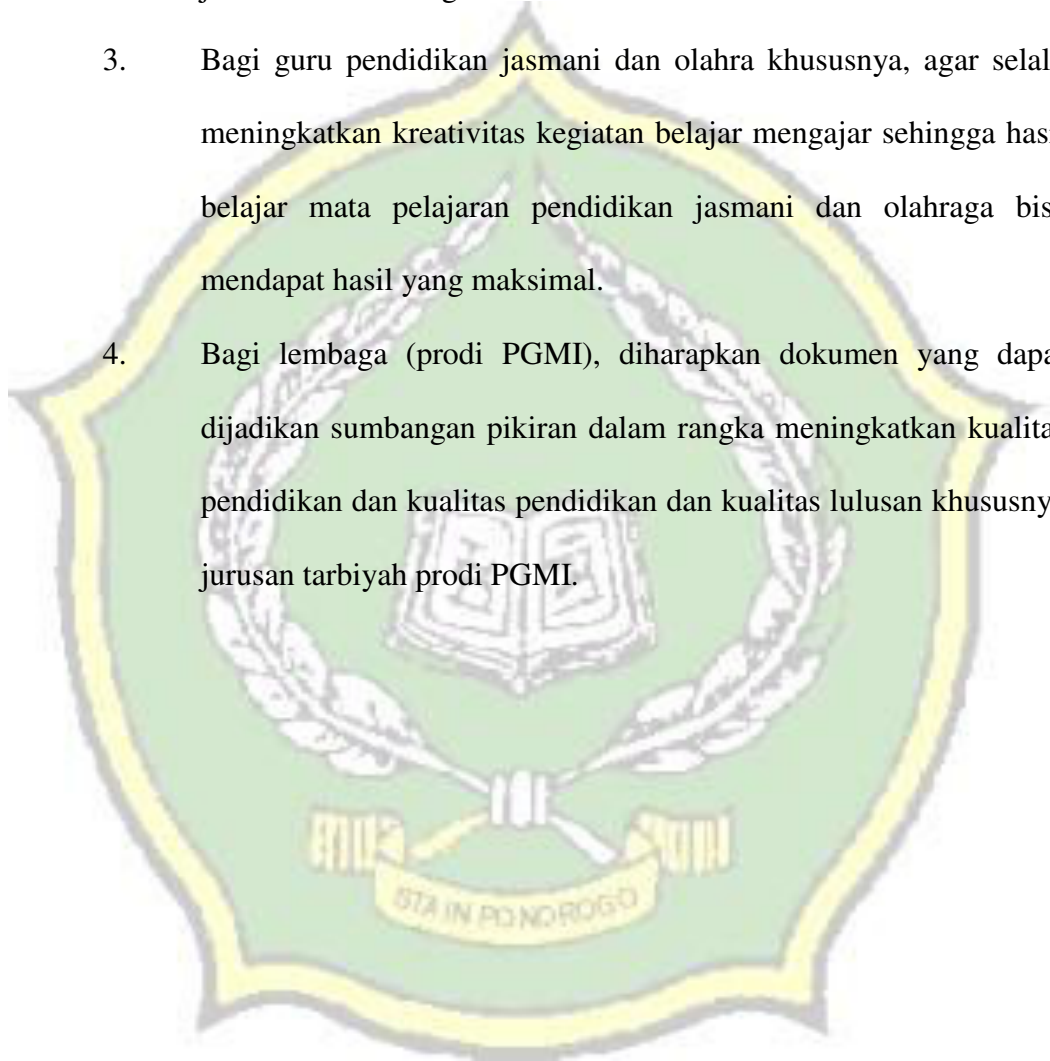 3. Bagi guru pendidikan jasmani dan olahra khususnya, agar selal
meningkatkan kreativitas kegiatan belajar mengajar sehingga has
belajar mata pelajaran pendidikan jasmani dan olahraga bis
mendapat hasil yang maksimal.
4. Bagi lembaga (prodi PGMI), diharapkan dokumen yang dapa
dijadikan sumbangan pikiran dalam rangka meningkatkan kualita
pendidikan dan kualitas pendidikan dan kualitas lulusan khususny
jurusan tarbiyah prodi PGMI.
STAIN PONOROGO